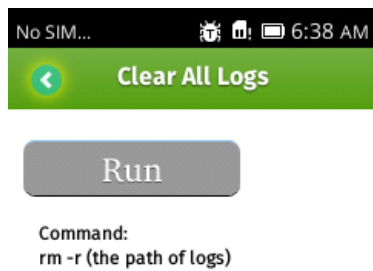 No SIM... 6:38 AM
Clear All Logs
Run
Command:
rm -r (the path of logs)